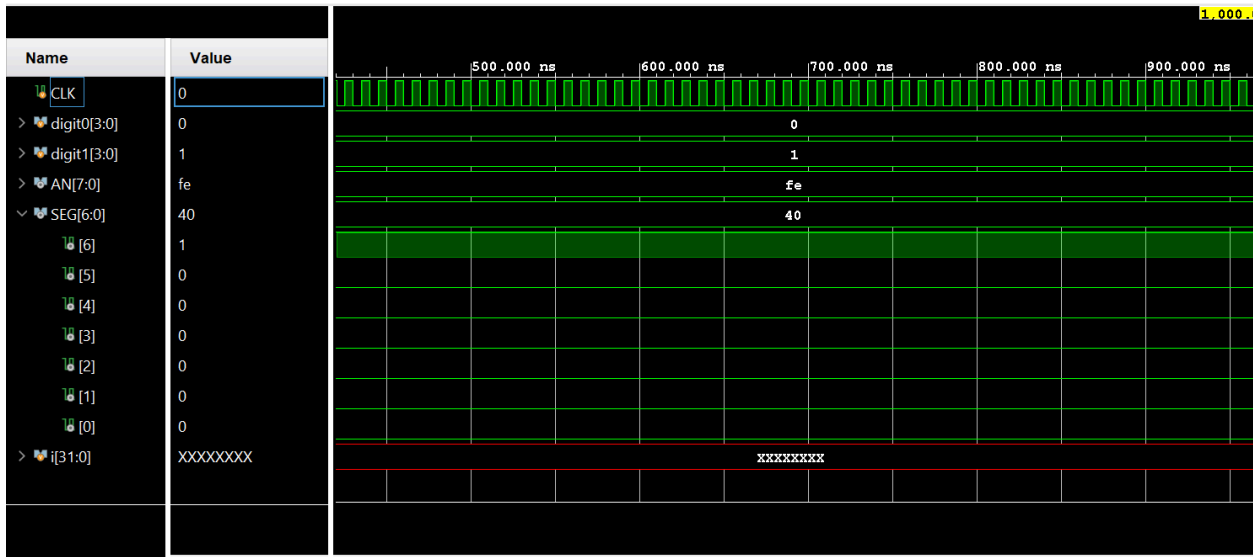 1,000.
Name Value
500.000 ns 600.000 ns 700.000 ns 800.000 ns 900.000 ns
CLK 0
digit0[3:0] 0 0
digit1[3:0] 1 1
AN[7:0] fe fe
SEG[6:0] 40 40
[6] 1
[5] 0
[4] 0
[3] 0
[2] 0
[1] 0
[0] 0
i[31:0] XXXXXXXX XXXXXXXX